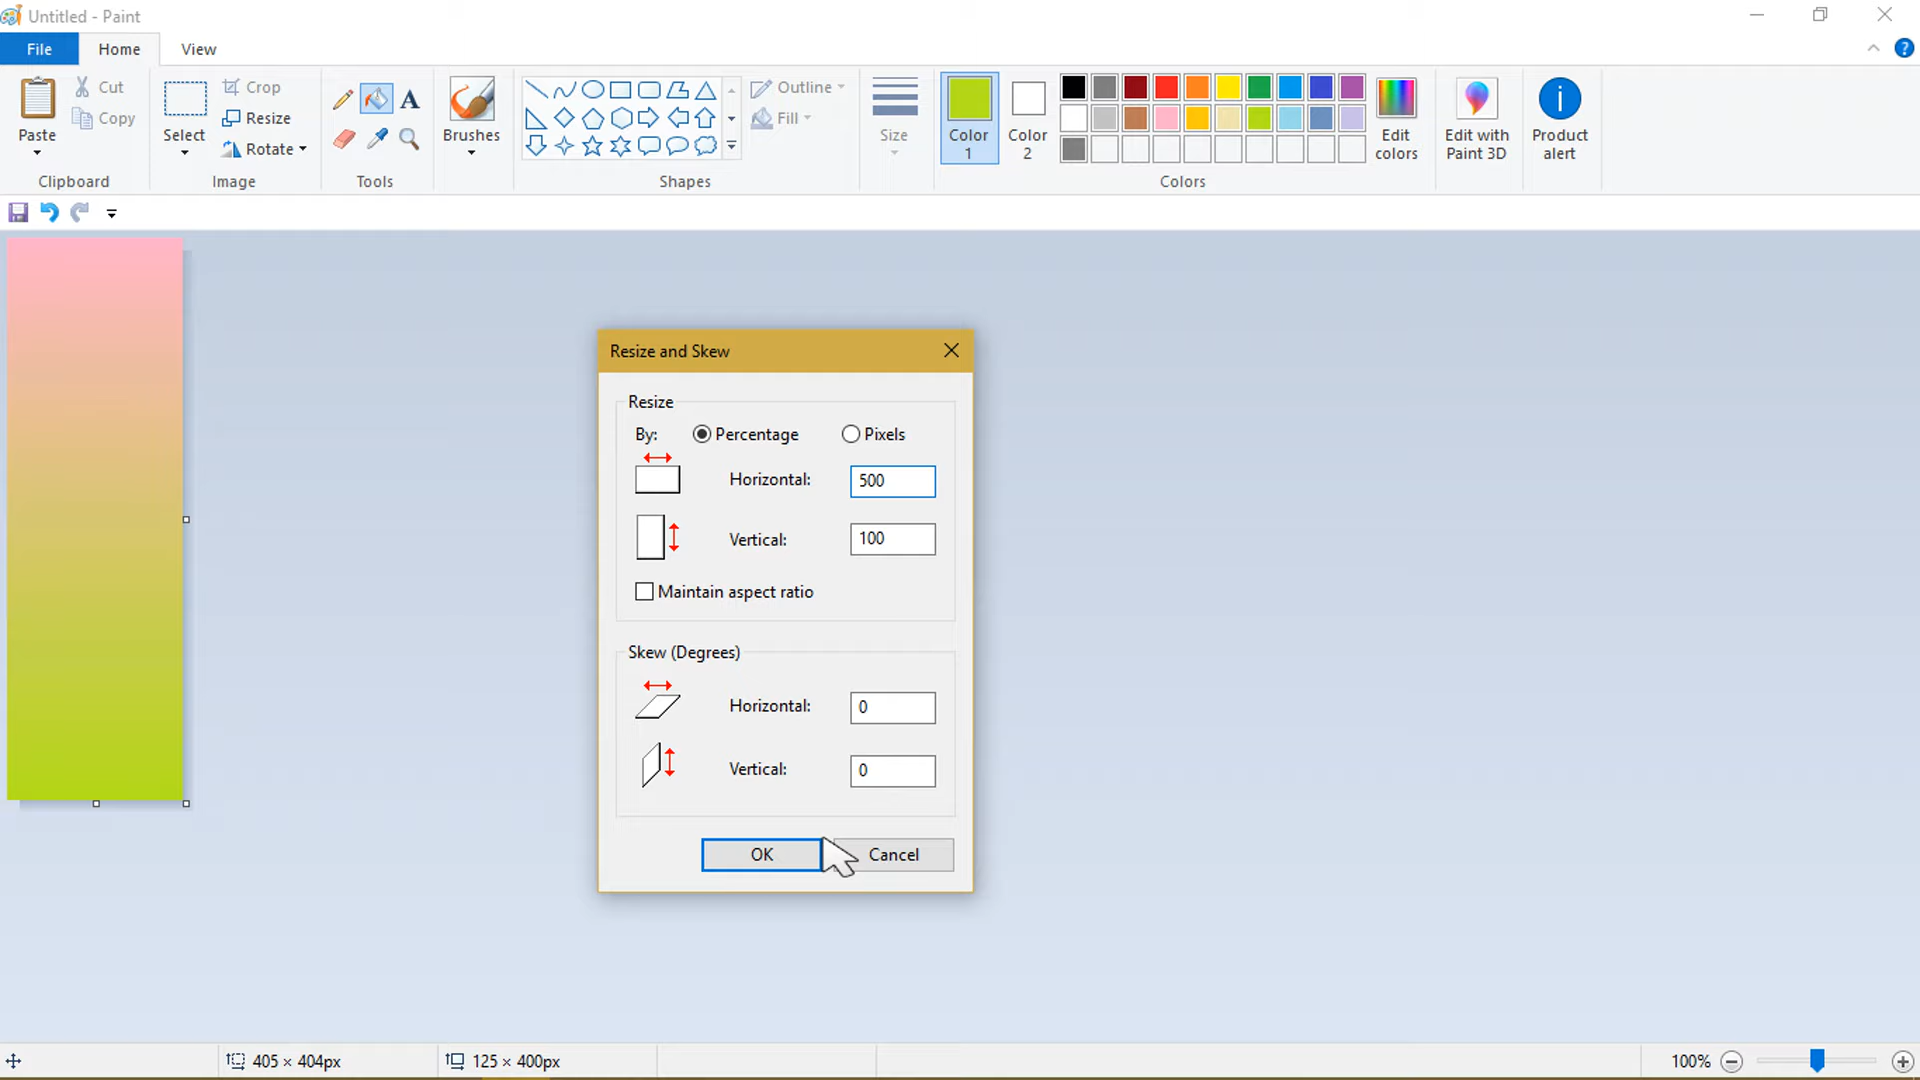 Untitled - Paint
File Home View
Paste Cut Copy
Select Crop Resize Rotate
A
Brushes
Outline Fill
Size
Color 1
Color 2
Edit colors
Edit with Paint 3D
Product alert
Clipboard Image Tools Shapes Colors
Resize and Skew
Resize
By: Percentage Pixels
Horizontal: 500
Vertical: 100
Maintain aspect ratio
Skew (Degrees)
Horizontal: 0
Vertical: 0
OK Cancel
405 × 404px 125 × 400px 100%